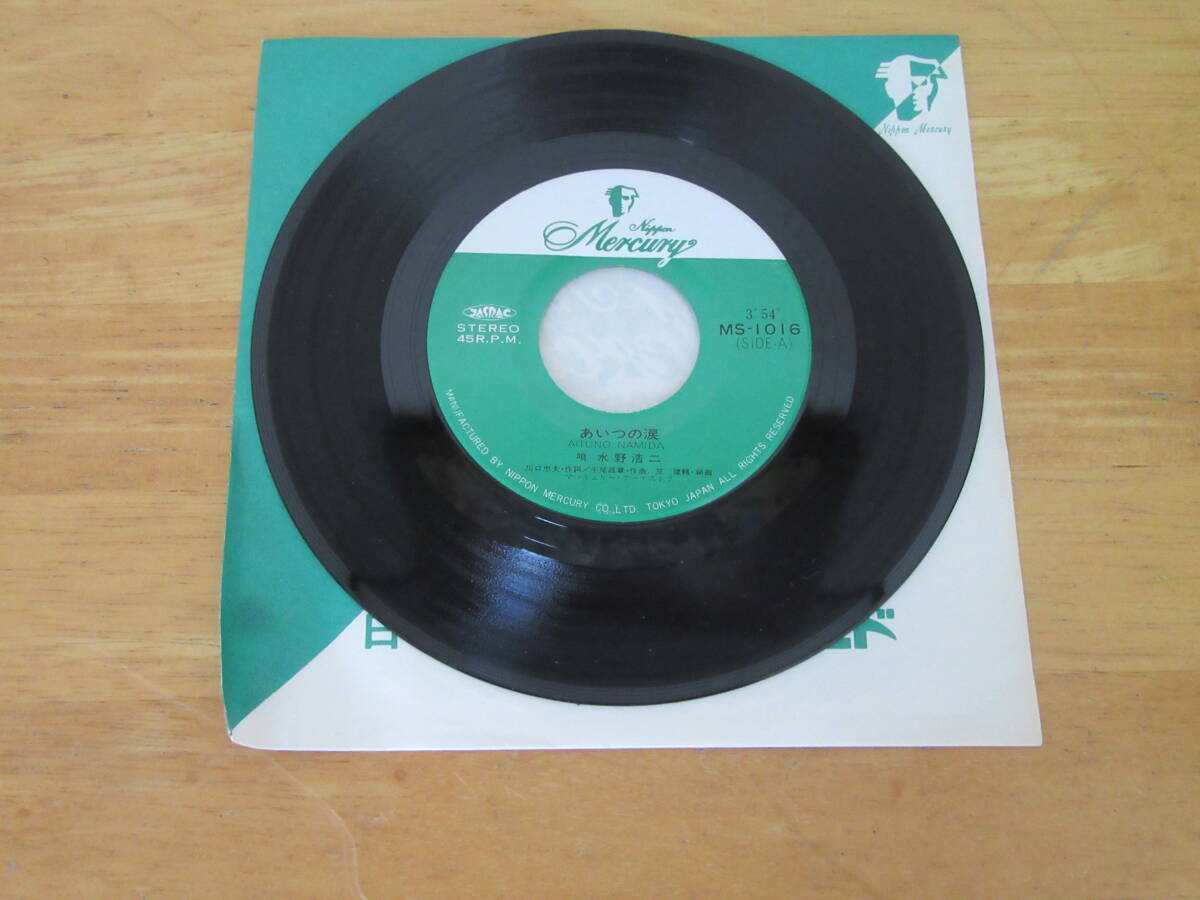 Nippon Mercury
Nippon
Mercury
JASRAC
STEREO
45R.P.M.
3′54″
MS-1016
(SIDE-A)
あいつの涙
AITUNO NAMIDA
唄 水野浩二
MANUFACTURED BY NIPPON MERCURY CO.,LTD. TOKYO JAPAN ALL RIGHTS RESERVED